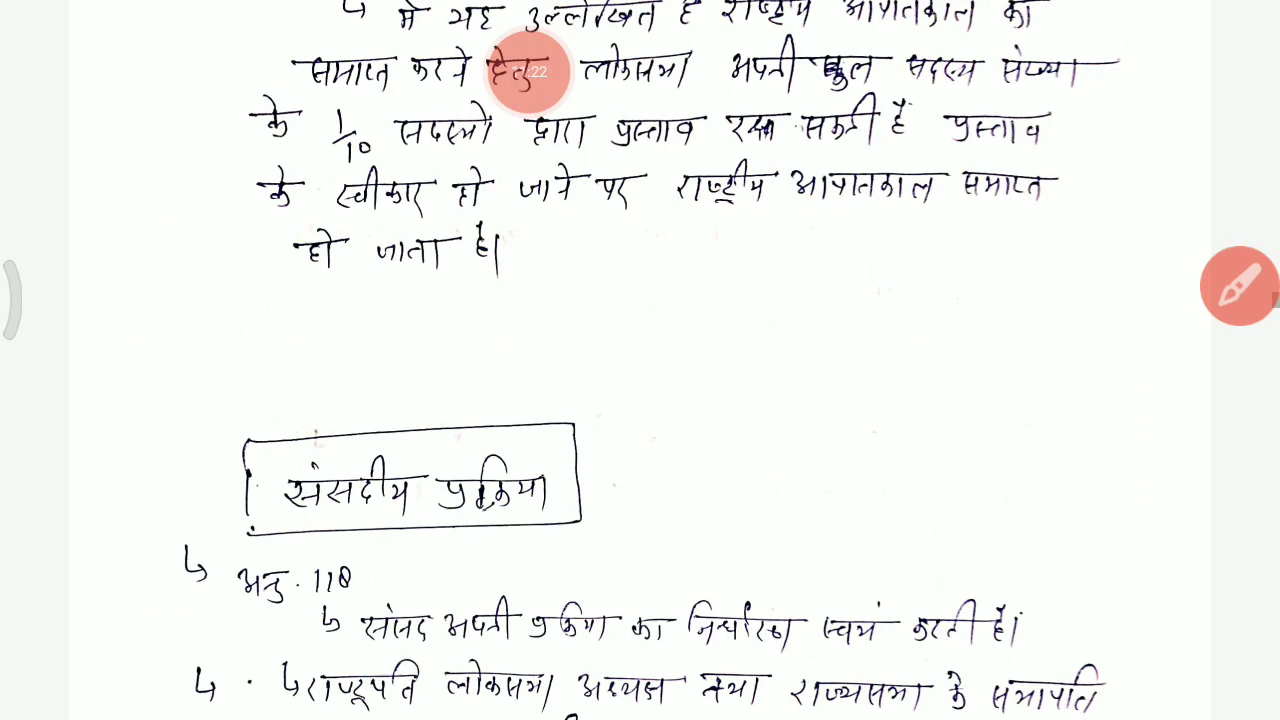 ↳ में यह उल्लेखित है राष्ट्रीय आपातकाल को
समाप्त करने हेतु लोकसभा अपनी कुल सदस्य संख्या
के 1/10 सदस्यो द्वारा प्रस्ताव रख सकती हैं प्रस्ताव
के स्वीकार हो जाने पर राष्ट्रीय आपातकाल समाप्त
हो जाता है।
संसदीय प्रक्रिया
↳ अनु. 118
↳ संसद अपनी प्रक्रिया का निर्धारण स्वयं करती हैं।
↳ . ↳ राष्ट्रपति लोकसभा अध्यक्ष तथा राज्यसभा के सभापति